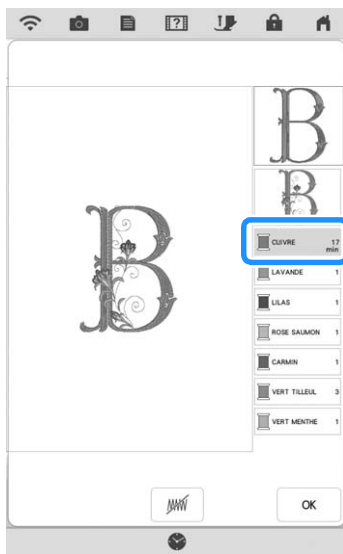 CUIVRE 17
min
LAVANDE 1
LILAS 1
ROSE SAUMON 1
CARMIN 1
VERT TILLEUL 3
VERT MENTHE 1
OK